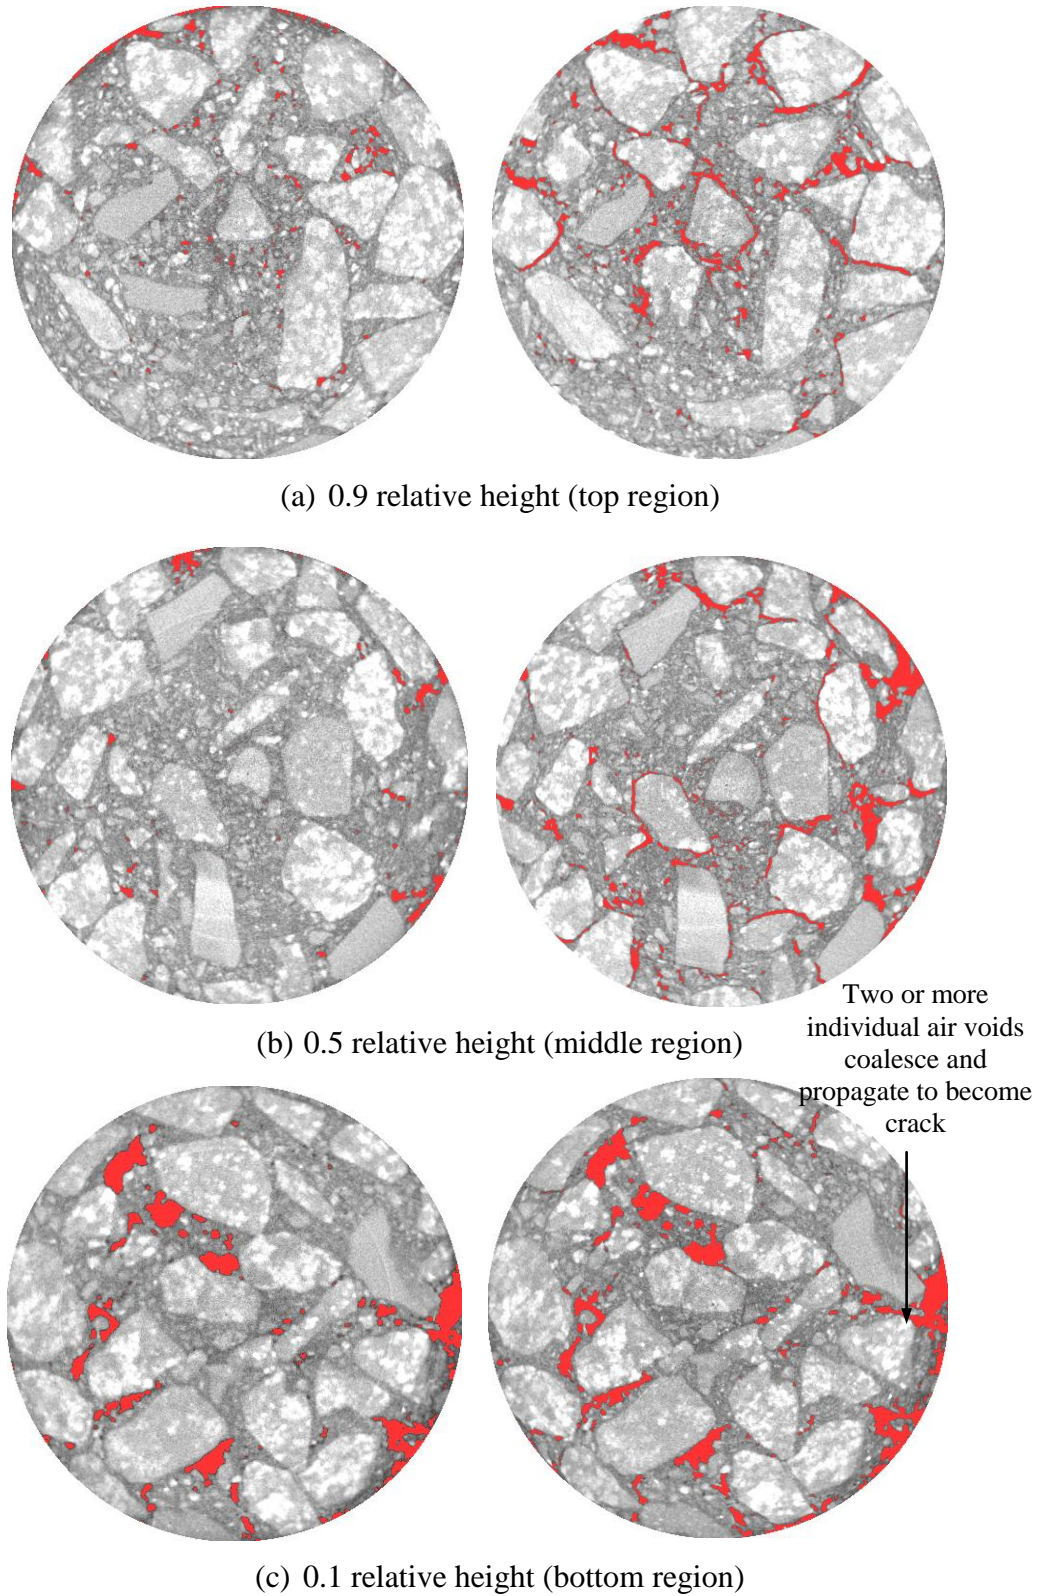 (a) 0.9 relative height (top region)
(b) 0.5 relative height (middle region)
Two or more
individual air voids
coalesce and
propagate to become
crack
(c) 0.1 relative height (bottom region)